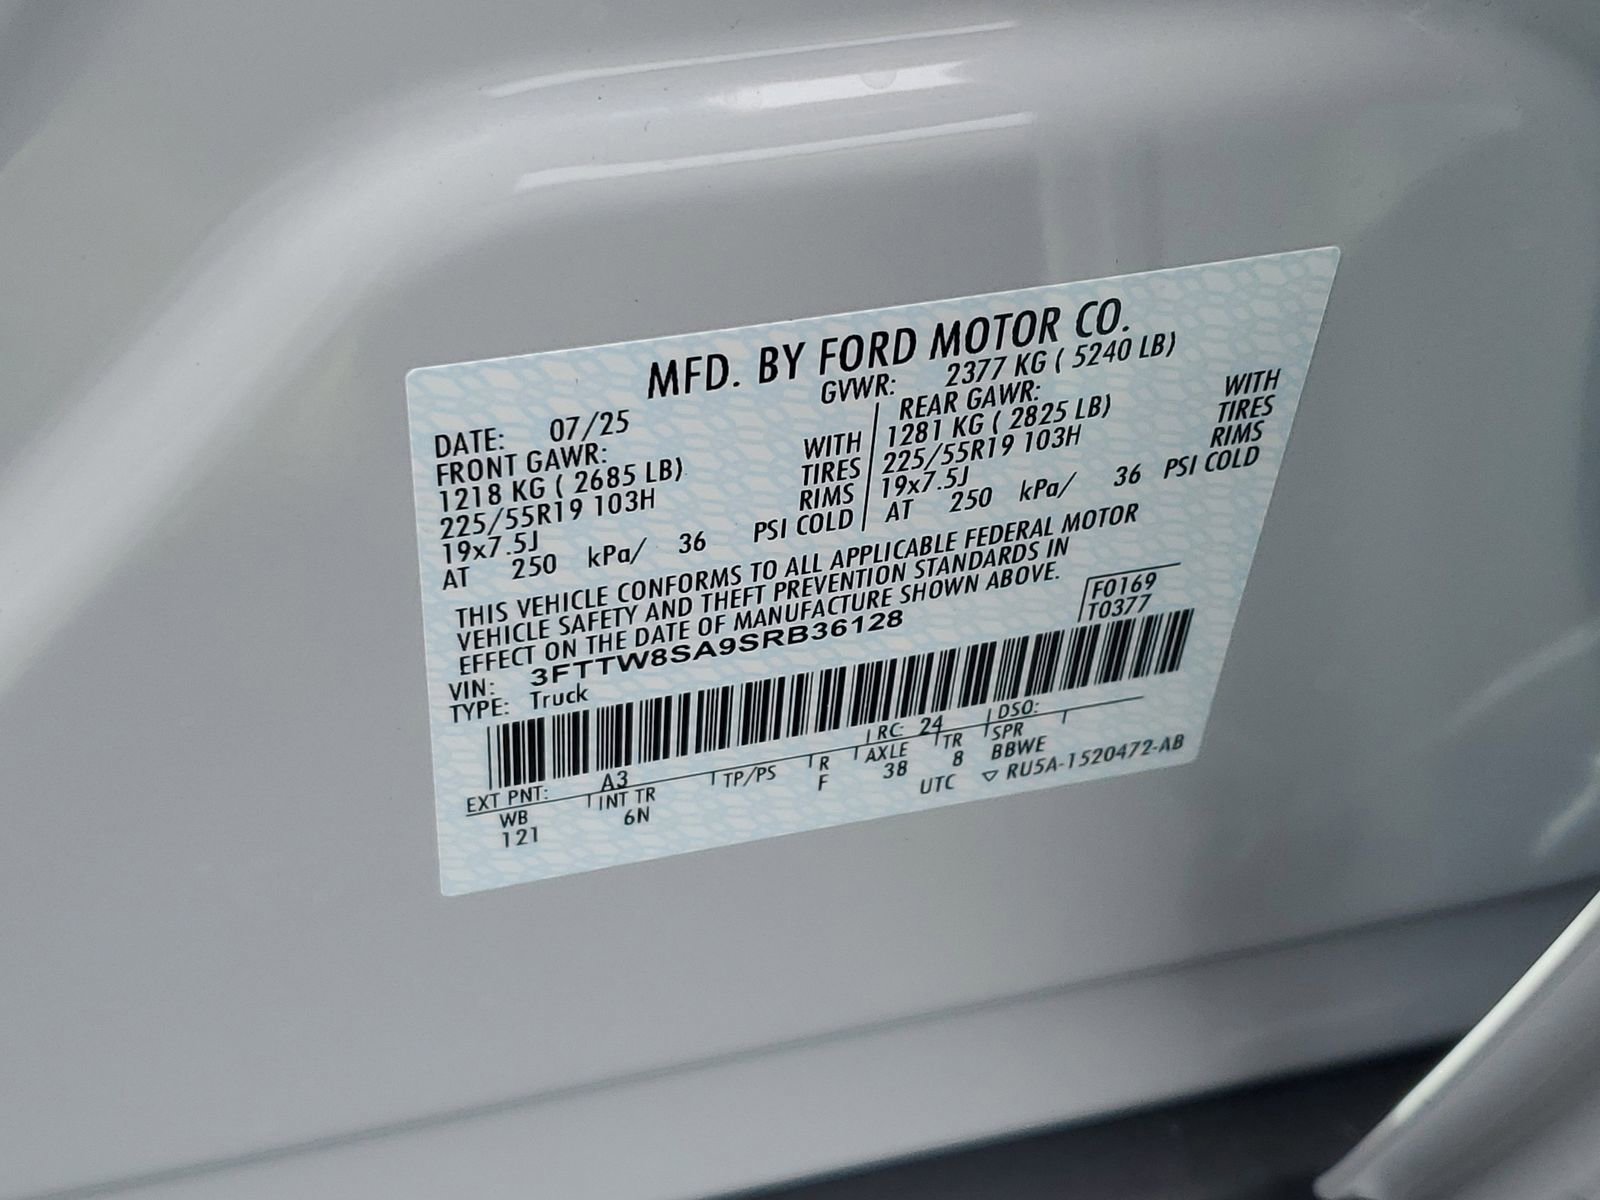 MFD. BY FORD MOTOR CO.
DATE: 07/25 GVWR: 2377 KG ( 5240 LB)
FRONT GAWR: REAR GAWR:
1218 KG ( 2685 LB) WITH 1281 KG ( 2825 LB) WITH
225/55R19 103H TIRES 225/55R19 103H TIRES
19x7.5J RIMS 19x7.5J RIMS
AT 250 kPa/ 36 PSI COLD AT 250 kPa/ 36 PSI COLD
THIS VEHICLE CONFORMS TO ALL APPLICABLE FEDERAL MOTOR
VEHICLE SAFETY AND THEFT PREVENTION STANDARDS IN
EFFECT ON THE DATE OF MANUFACTURE SHOWN ABOVE.
F0169
T0377
VIN: 3FTTW8SA9SRB36128
TYPE: Truck
EXT PNT: A3 RC: 24 DSO:
WB INT TR TP/PS R AXLE TR SPR
121 6N F 38 8 BBWE
UTC ▽ RU5A-1520472-AB